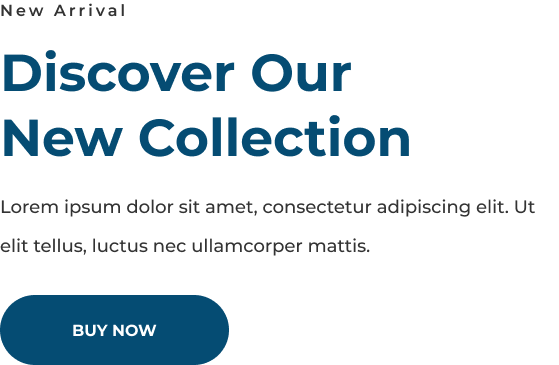 New Arrival
Discover Our
New Collection
Lorem ipsum dolor sit amet, consectetur adipiscing elit. Ut
elit tellus, luctus nec ullamcorper mattis.
BUY NOW